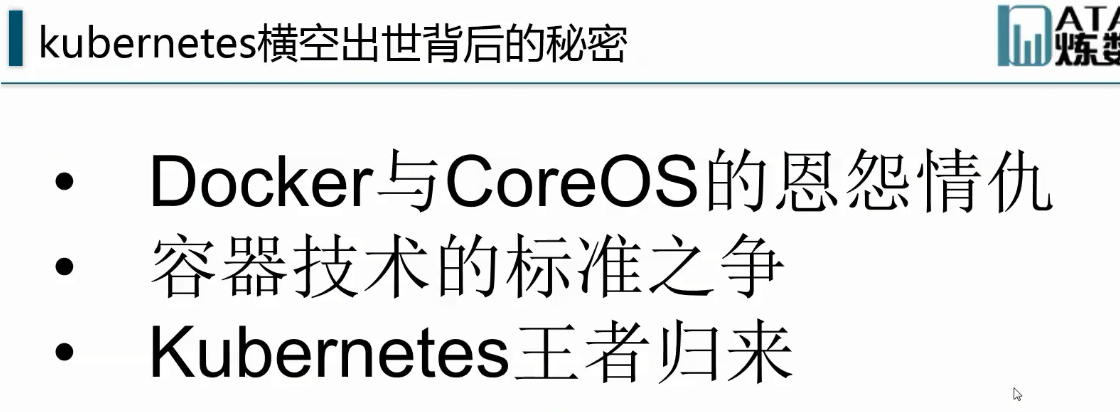 kubernetes横空出世背后的秘密
ATA
炼数
• Docker与CoreOS的恩怨情仇
• 容器技术的标准之争
• Kubernetes王者归来